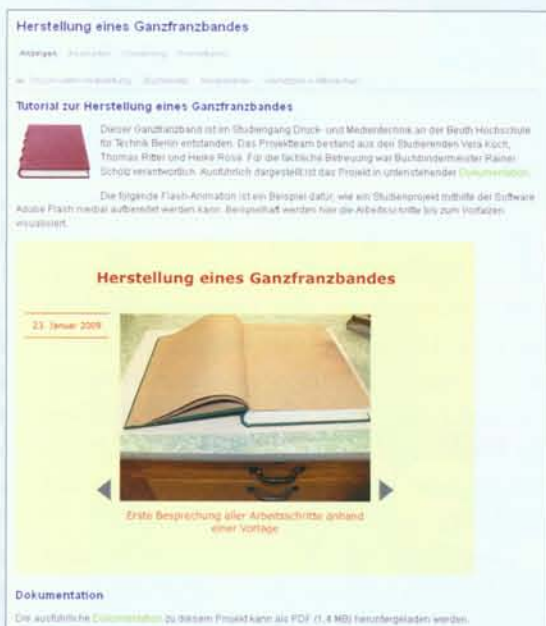 Herstellung eines Ganzfranzbandes
Anzeigen Bearbeiten
Tutorial zur Herstellung eines Ganzfranzbandes
Dieser Ganzfranzband ist im Studiengang Druck- und Medientechnik an der Beuth Hochschule
für Technik Berlin entstanden. Das Projektteam bestand aus den Studierenden Vera Koch,
Thomas Ritter und Heike Rose. Für die fachliche Betreuung war Buchbindermeister Rainer
Scholz verantwortlich. Ausführlich dargestellt ist das Projekt in untenstehender Dokumentation.
Die folgende Flash-Animation ist ein Beispiel dafür, wie ein Studienprojekt mithilfe der Software
Adobe Flash medial aufbereitet werden kann. Beispielhaft werden hier die Arbeitsschritte bis zum Vorfalzen
visualisiert.
Herstellung eines Ganzfranzbandes
23. Januar 2009
Erste Besprechung aller Arbeitsschritte anhand
einer Vorlage
Dokumentation
Die ausführliche Dokumentation zu diesem Projekt kann als PDF (1,4 MB) heruntergeladen werden.